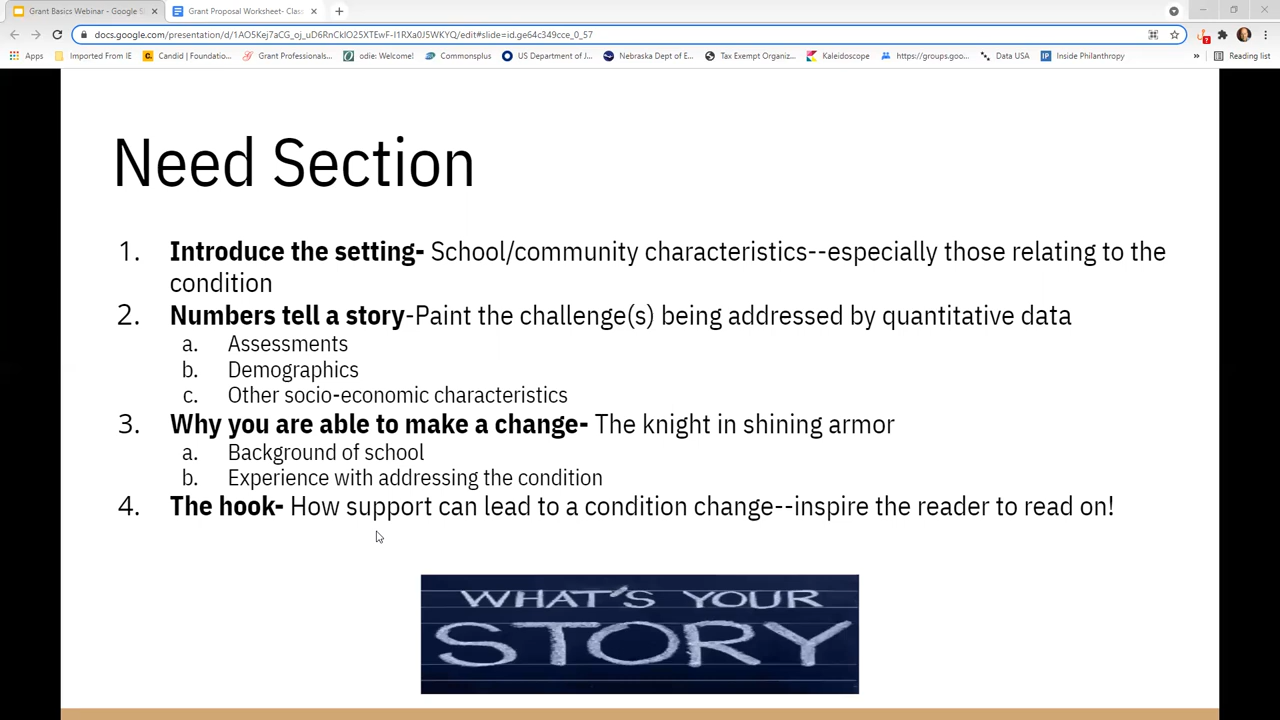 Grant Basics Webinar - Google Sl
Grant Proposal Worksheet- Class
docs.google.com/presentation/d/1AO5Kej7aCG_oj_uD6RnCkIO25XTEwF-I1RXa0J5WKYQ/edit#slide=id.ge64c349cce_0_57
Apps Imported From IE Candid | Foundatio... Grant Professionals... odie: Welcome! Commonsplus US Department of J... Nebraska Dept of E... Tax Exempt Organiz... Kaleidoscope https://groups.goo... Data USA IP Inside Philanthropy » Reading list
Need Section
1. Introduce the setting- School/community characteristics--especially those relating to the
condition
2. Numbers tell a story-Paint the challenge(s) being addressed by quantitative data
a. Assessments
b. Demographics
c. Other socio-economic characteristics
3. Why you are able to make a change- The knight in shining armor
a. Background of school
b. Experience with addressing the condition
4. The hook- How support can lead to a condition change--inspire the reader to read on!
WHAT'S YOUR
STORY